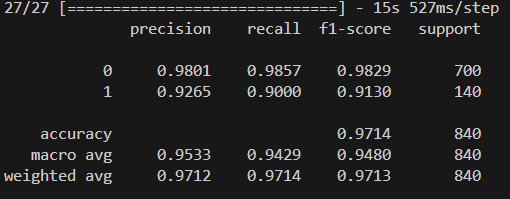 27/27 [==============================] - 15s 527ms/step
precision recall f1-score support
0 0.9801 0.9857 0.9829 700
1 0.9265 0.9000 0.9130 140
accuracy 0.9714 840
macro avg 0.9533 0.9429 0.9480 840
weighted avg 0.9712 0.9714 0.9713 840